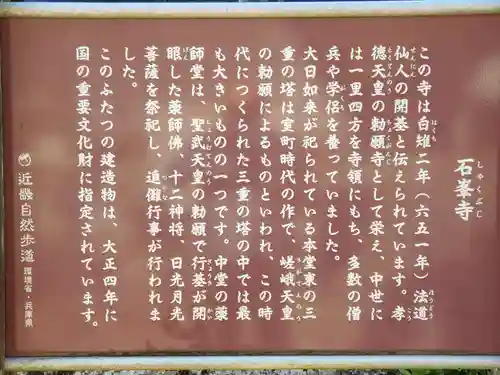 石峯寺
しゃくぶじ
この寺は白雉二年（六五一年）法道
仙人の開基と伝えられています。孝
徳天皇の勅願寺として栄え、中世に
は一里四方を寺領にもち、多数の僧
兵や学侶を養っていました。
大日如来が祀られている本堂東の三
重の塔は室町時代の作で、嵯峨天皇
の勅願によるものといわれ、この時
代につくられた三重の塔の中では最
も大きいものの一つです。中堂の薬
師堂は、聖武天皇の勅願で行基が開
眼した薬師佛、十二神将、日光月光
菩薩を祭祀し、追儺行事が行われま
した。
このふたつの建造物は、大正四年に
国の重要文化財に指定されています。
近畿自然歩道 環境省・兵庫県